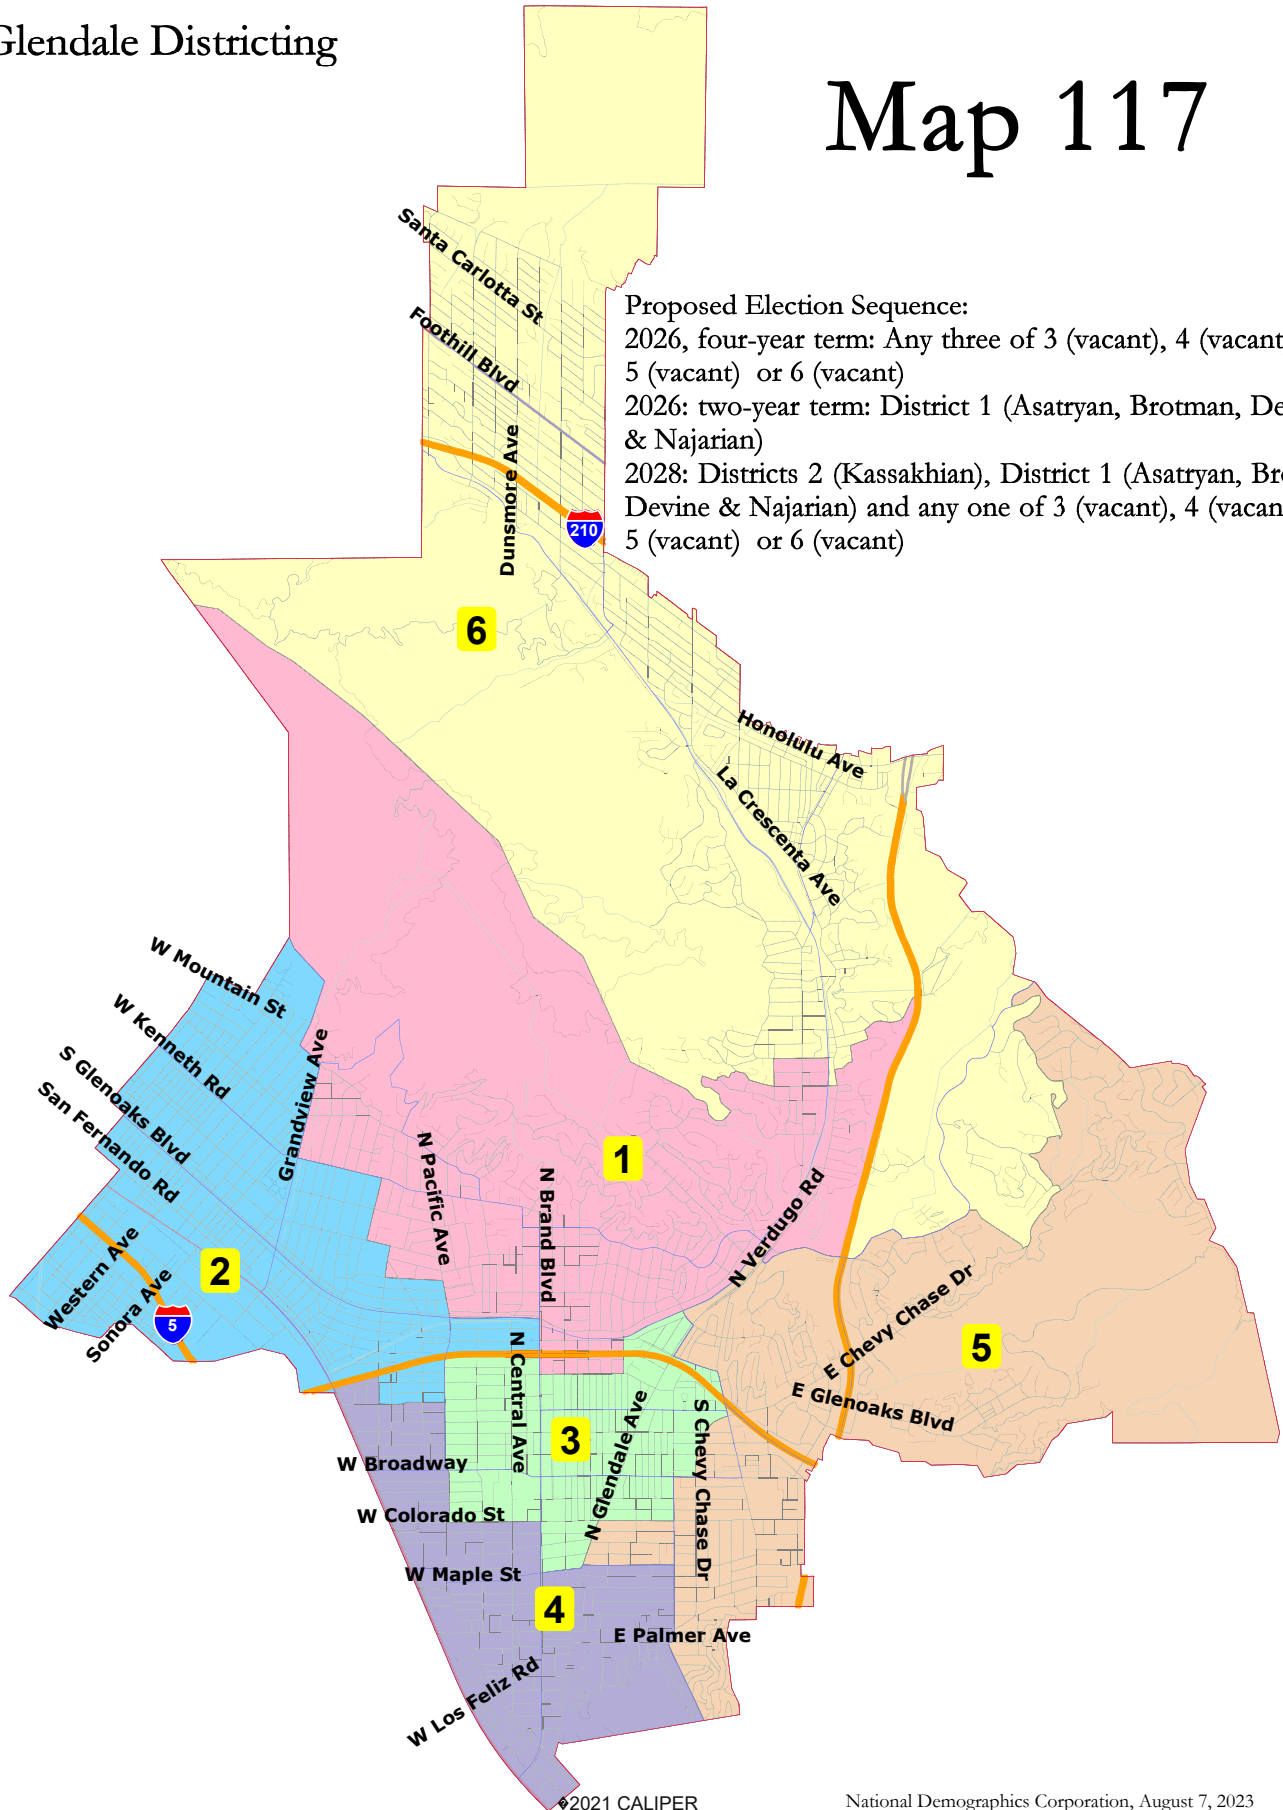 Glendale Districting
Map 117
Santa Carlotta St
Foothill Blvd
Proposed Election Sequence:
2026, four-year term: Any three of 3 (vacant), 4 (vacant
5 (vacant) or 6 (vacant)
2026: two-year term: District 1 (Asatryan, Brotman, De
& Najarian)
2028: Districts 2 (Kassakhian), District 1 (Asatryan, Br
Devine & Najarian) and any one of 3 (vacant), 4 (vacan
5 (vacant) or 6 (vacant)
Dunsmore Ave
210
6
Honolulu Ave
La Crescenta Ave
W Mountain St
W Kenneth Rd
S Glenoaks Blvd
San Fernando Rd
Grandview Ave
N Pacific Ave
1
N Brand Blvd
N Verdugo Rd
Western Ave
2
Sonora Ave
5
E Chevy Chase Dr
5
E Glenoaks Blvd
N Central Ave
3
N Glendale Ave
S Chevy Chase Dr
W Broadway
W Colorado St
W Maple St
4
E Palmer Ave
W Los Feliz Rd
©2021 CALIPER
National Demographics Corporation, August 7, 2023